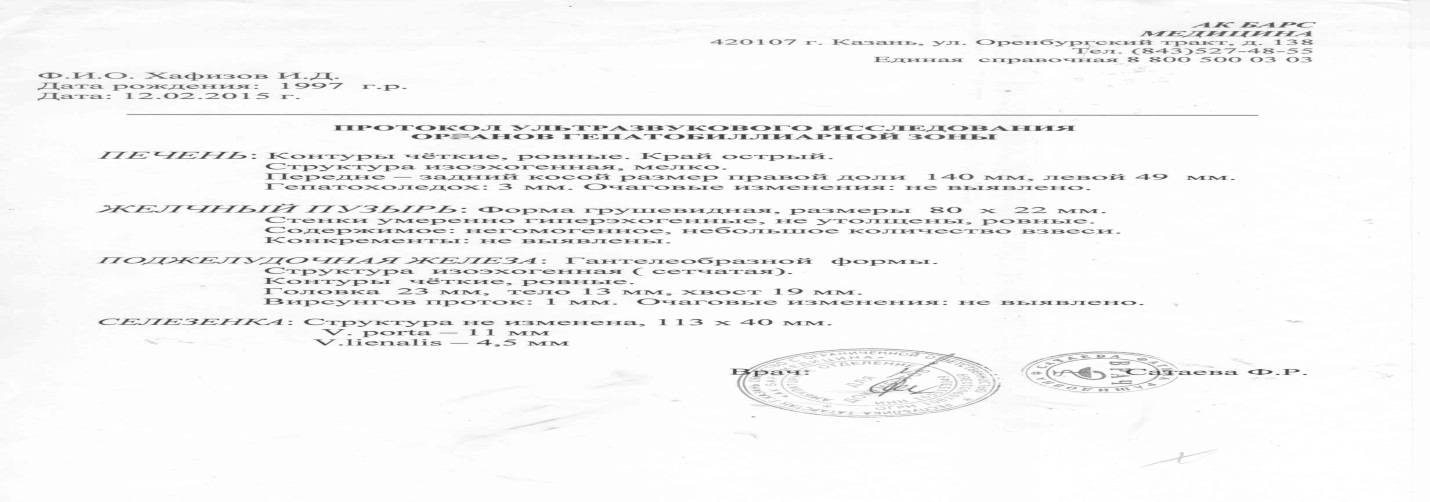 АК БАРС
МЕДИЦИНА
420107 г. Казань, ул. Оренбургский тракт, д. 138
Тел. (843)527-48-55
Единая справочная 8 800 500 03 03
Ф.И.О. Хафизов И.Д.
Дата рождения: 1997 г.р.
Дата: 12.02.2015 г.
ПРОТОКОЛ УЛЬТРАЗВУКОВОГО ИССЛЕДОВАНИЯ
ОРГАНОВ ГЕПАТОБИЛЛИАРНОЙ ЗОНЫ
ПЕЧЕНЬ: Контуры чёткие, ровные. Край острый.
Структура изоэхогенная, мелко.
Передне – задний косой размер правой доли 140 мм, левой 49 мм.
Гепатохоледох: 3 мм. Очаговые изменения: не выявлено.
ЖЕЛЧНЫЙ ПУЗЫРЬ: Форма грушевидная, размеры 80 х 22 мм.
Стенки умеренно гиперэхогенные, не утолщены, ровные.
Содержимое: негомогенное, небольшое количество взвеси.
Конкременты: не выявлены.
ПОДЖЕЛУДОЧНАЯ ЖЕЛЕЗА: Гантелеобразной формы.
Структура изоэхогенная ( сетчатая).
Контуры чёткие, ровные.
Головка 23 мм, тело 13 мм, хвост 19 мм.
Вирсунгов проток: 1 мм. Очаговые изменения: не выявлено.
СЕЛЕЗЕНКА: Структура не изменена, 113 х 40 мм.
V. porta – 11 мм
V.lienalis – 4,5 мм
Врач: Сатаева Ф.Р.
САТАЕВА
ВРАЧ